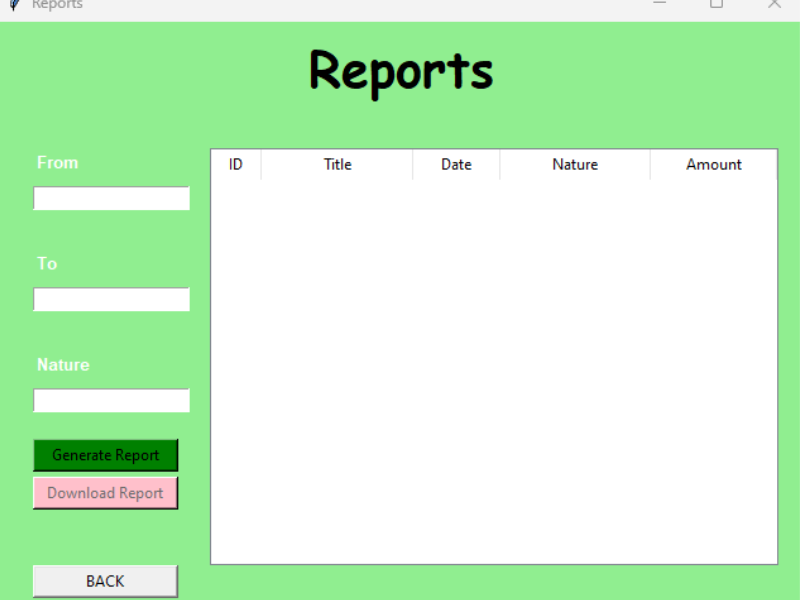 Reports
Reports
From
ID Title Date Nature Amount
To
Nature
Generate Report
Download Report
BACK